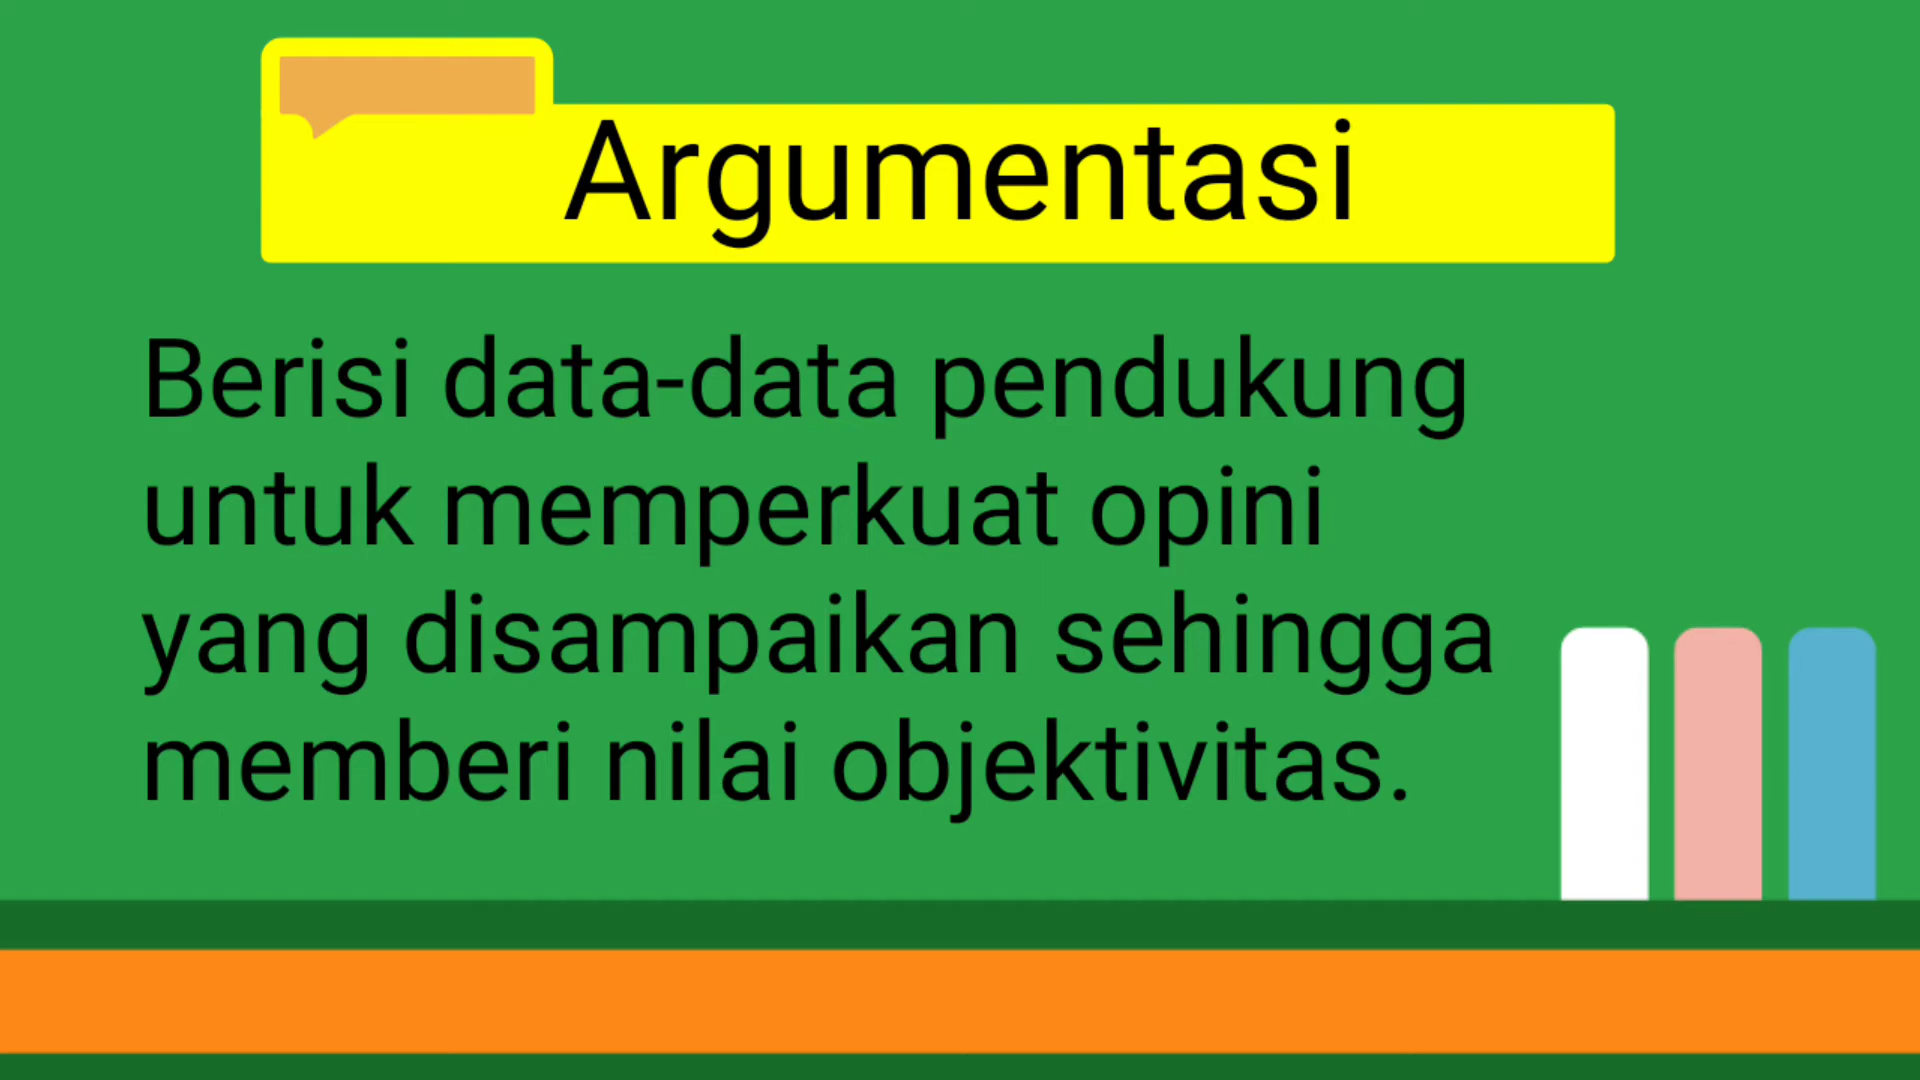 Argumentasi
Berisi data-data pendukung
untuk memperkuat opini
yang disampaikan sehingga
memberi nilai objektivitas.